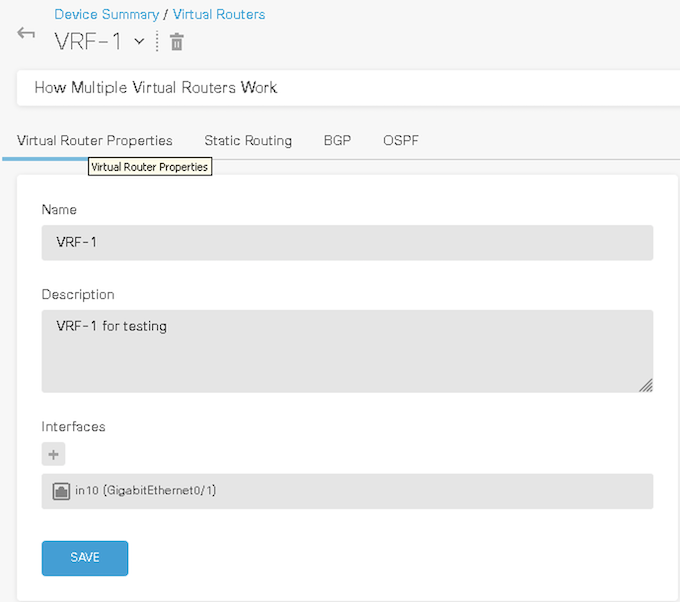 Device Summary / Virtual Routers
VRF-1
How Multiple Virtual Routers Work
Virtual Router Properties Static Routing BGP OSPF
Virtual Router Properties
Name
VRF-1
Description
VRF-1 for testing
Interfaces
+
in10 (GigabitEthernet0/1)
SAVE